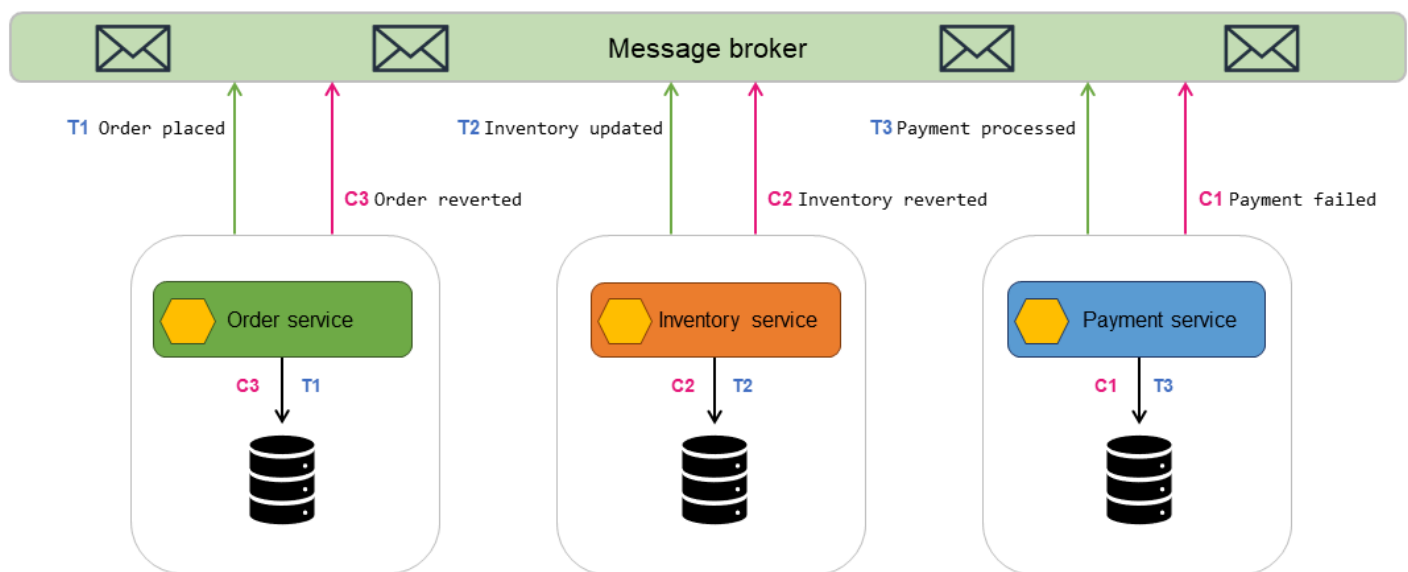 Message broker
T1 Order placed
T2 Inventory updated
T3 Payment processed
C3 Order reverted
C2 Inventory reverted
C1 Payment failed
Order service
Inventory service
Payment service
C3 T1
C2 T2
C1 T3